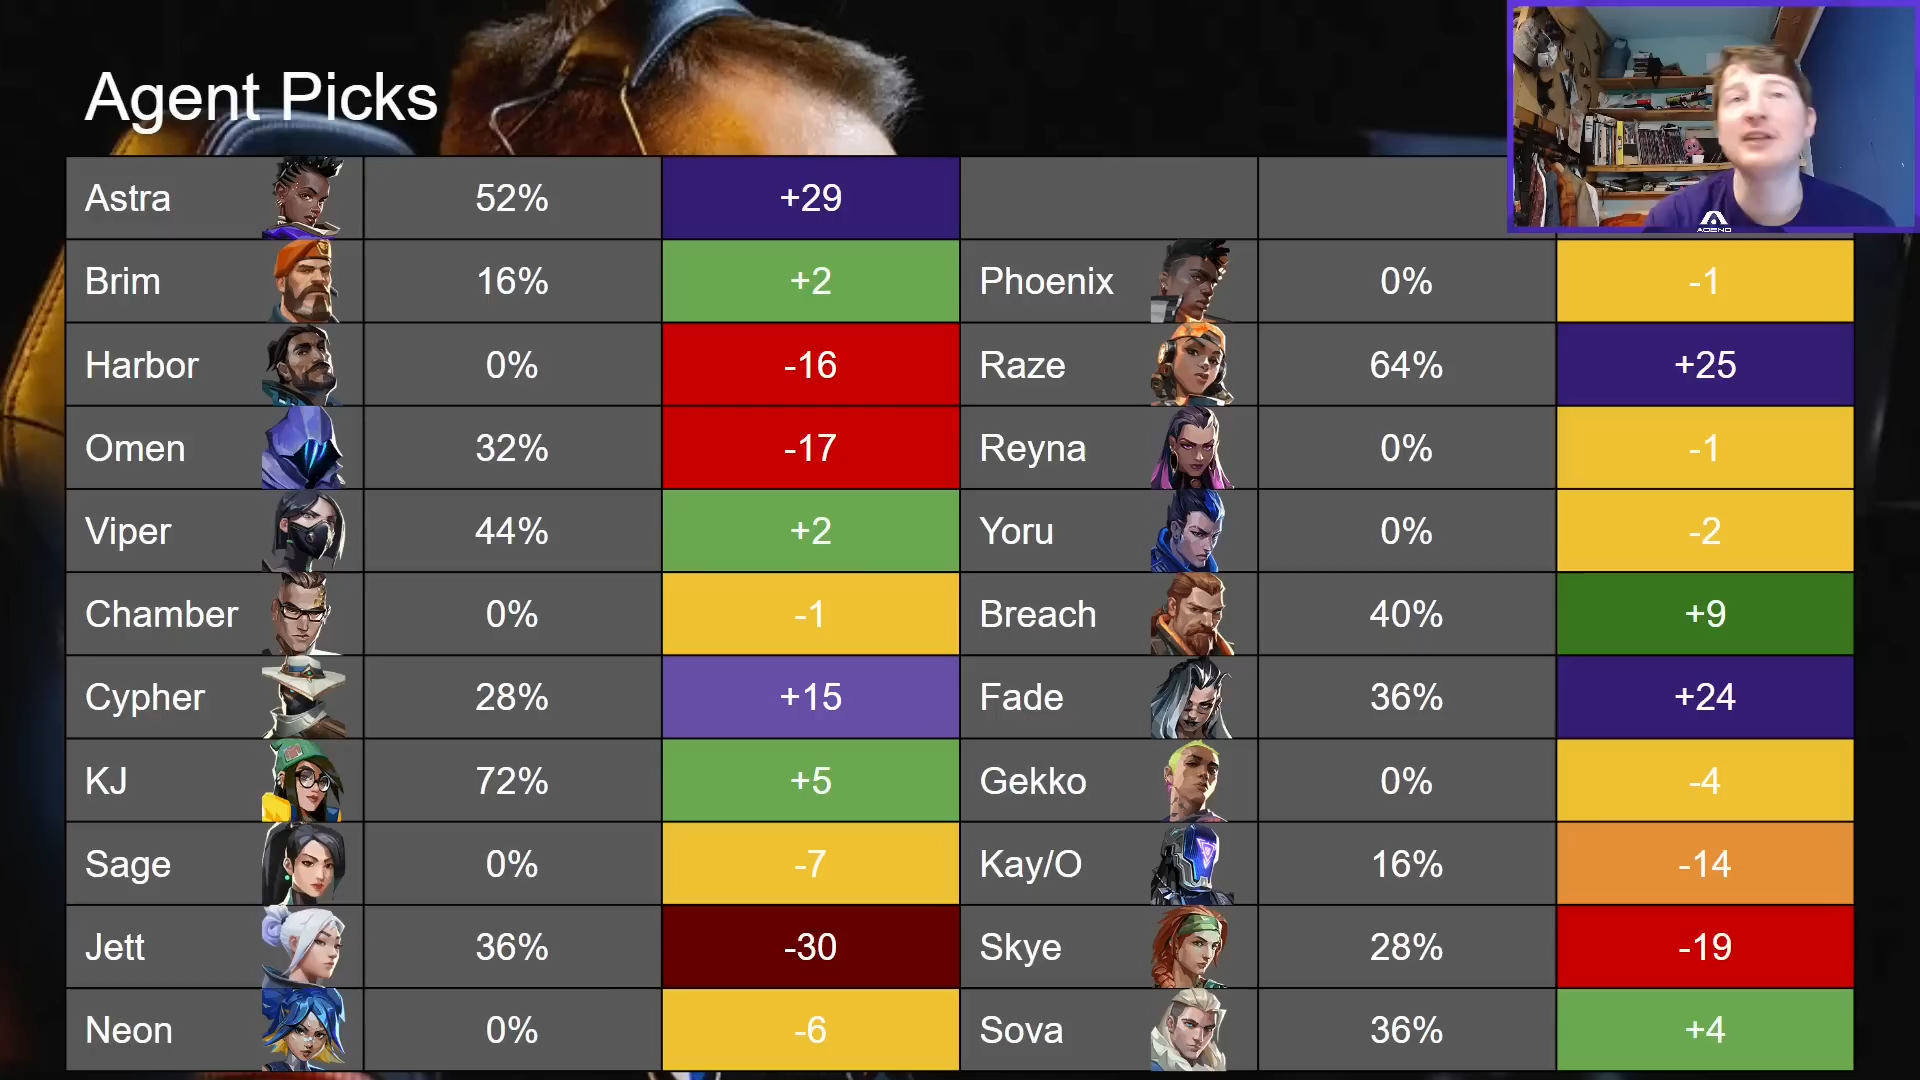 Agent Picks
Astra 52% +29
Brim 16% +2 Phoenix 0% -1
Harbor 0% -16 Raze 64% +25
Omen 32% -17 Reyna 0% -1
Viper 44% +2 Yoru 0% -2
Chamber 0% -1 Breach 40% +9
Cypher 28% +15 Fade 36% +24
KJ 72% +5 Gekko 0% -4
Sage 0% -7 Kay/O 16% -14
Jett 36% -30 Skye 28% -19
Neon 0% -6 Sova 36% +4